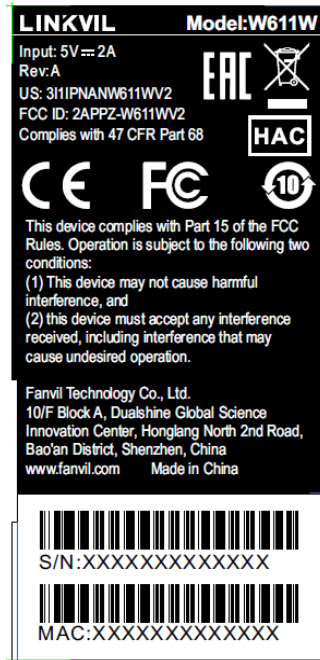 LINKVIL Model:W611W
Input: 5V⎓2A
Rev:A
US: 3I1IPNANW611WV2
FCC ID: 2APPZ-W611WV2
Complies with 47 CFR Part 68
EAC
HAC
CE FC 10
This device complies with Part 15 of the FCC
Rules. Operation is subject to the following two
conditions:
(1) This device may not cause harmful
interference, and
(2) this device must accept any interference
received, including interference that may
cause undesired operation.
Fanvil Technology Co., Ltd.
10/F Block A, Dualshine Global Science
Innovation Center, Honglang North 2nd Road,
Bao'an District, Shenzhen, China
www.fanvil.com Made in China
S/N:XXXXXXXXXXXXX
MAC:XXXXXXXXXXXXX